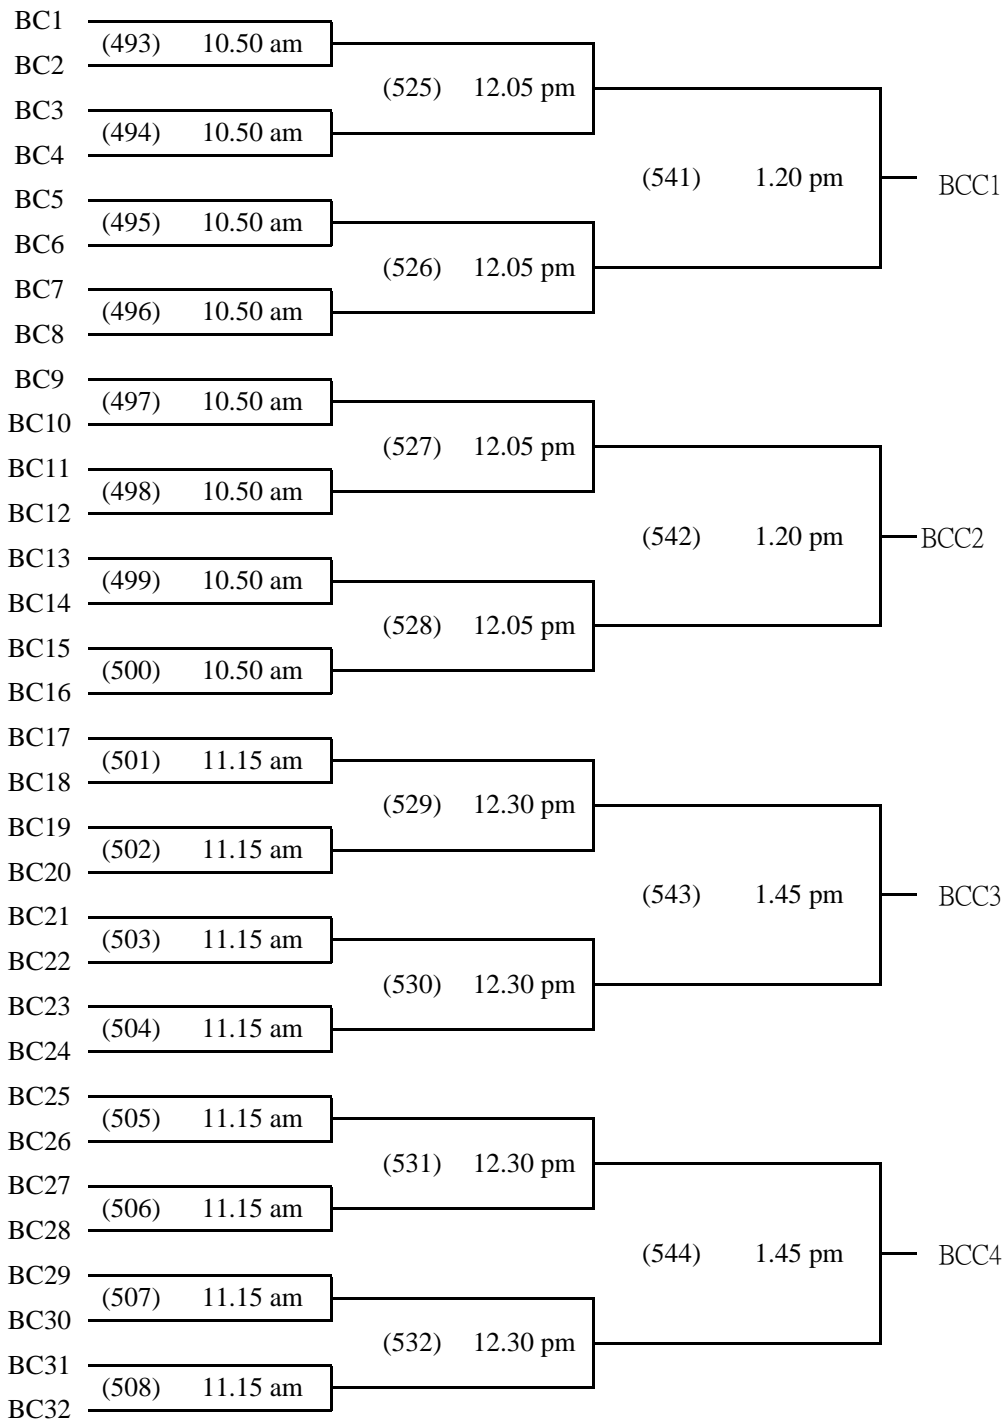 BC1
(493) 10.50 am
BC2
(525) 12.05 pm
BC3
(494) 10.50 am
BC4
(541) 1.20 pm BCC1
BC5
(495) 10.50 am
BC6
(526) 12.05 pm
BC7
(496) 10.50 am
BC8
BC9
(497) 10.50 am
BC10
(527) 12.05 pm
BC11
(498) 10.50 am
BC12
(542) 1.20 pm BCC2
BC13
(499) 10.50 am
BC14
(528) 12.05 pm
BC15
(500) 10.50 am
BC16
BC17
(501) 11.15 am
BC18
(529) 12.30 pm
BC19
(502) 11.15 am
BC20
(543) 1.45 pm BCC3
BC21
(503) 11.15 am
BC22
(530) 12.30 pm
BC23
(504) 11.15 am
BC24
BC25
(505) 11.15 am
BC26
(531) 12.30 pm
BC27
(506) 11.15 am
BC28
(544) 1.45 pm BCC4
BC29
(507) 11.15 am
BC30
(532) 12.30 pm
BC31
(508) 11.15 am
BC32